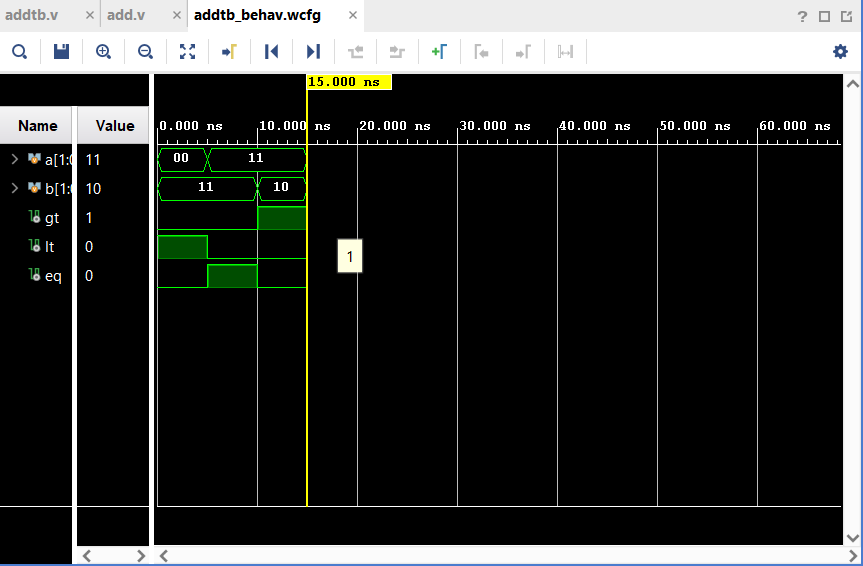 addtb.v × add.v × addtb_behav.wcfg × ?
15.000 ns
Name Value
0.000 ns 10.000 ns 20.000 ns 30.000 ns 40.000 ns 50.000 ns 60.000 ns
a[1:0 11 00 11
b[1:0 10 11 10
gt 1
lt 0
1
eq 0